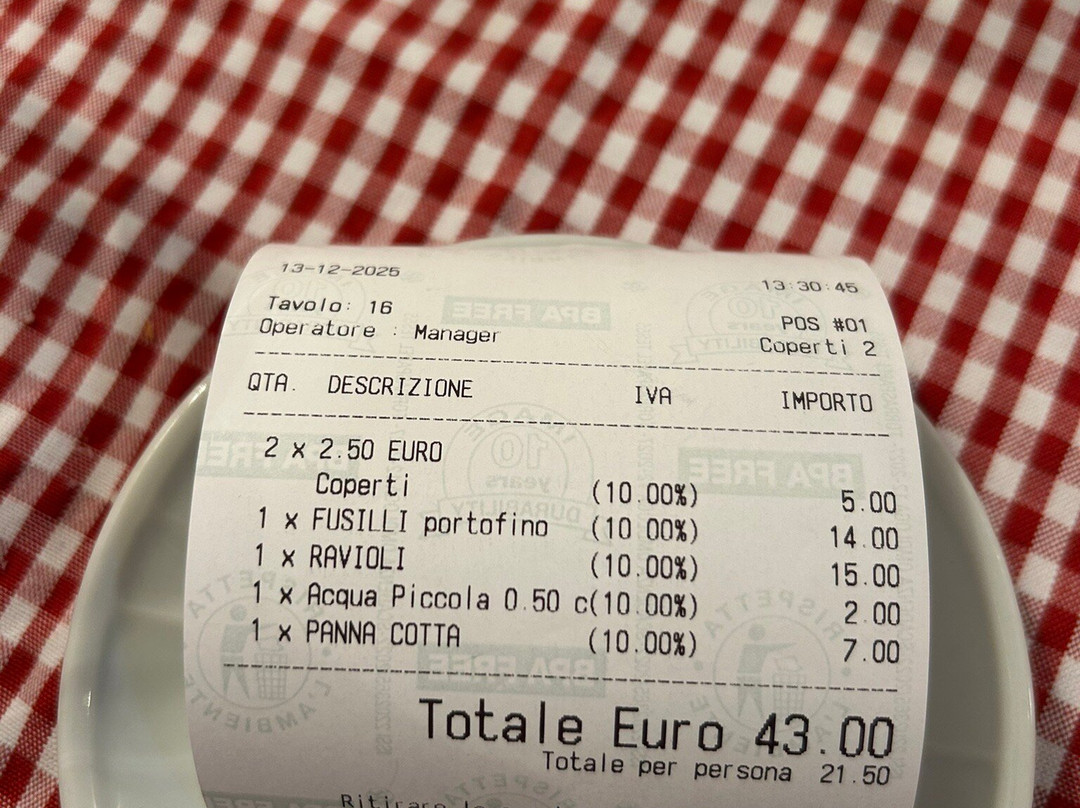 13-12-2025 13:30:45
Tavolo: 16 POS #01
Operatore : Manager Coperti 2
QTA. DESCRIZIONE IVA IMPORTO
2 x 2.50 EURO
Coperti (10.00%) 5.00
1 x FUSILLI portofino (10.00%) 14.00
1 x RAVIOLI (10.00%) 15.00
1 x Acqua Piccola 0.50 c(10.00%) 2.00
1 x PANNA COTTA (10.00%) 7.00
Totale Euro 43.00
Totale per persona 21.50
Ritirare